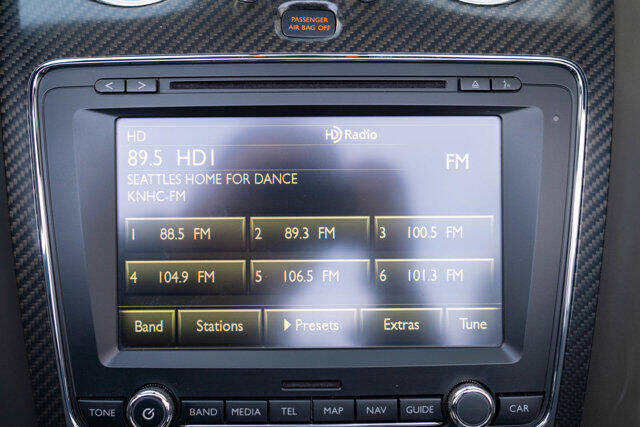 PASSENGER
AIR BAG OFF
< >
HD HD Radio
89.5 HD1 FM
SEATTLES HOME FOR DANCE
KNHC-FM
1 88.5 FM 2 89.3 FM 3 100.5 FM
4 104.9 FM 5 106.5 FM 6 101.3 FM
Band Stations Presets Extras Tune
TONE BAND MEDIA TEL MAP NAV GUIDE CAR